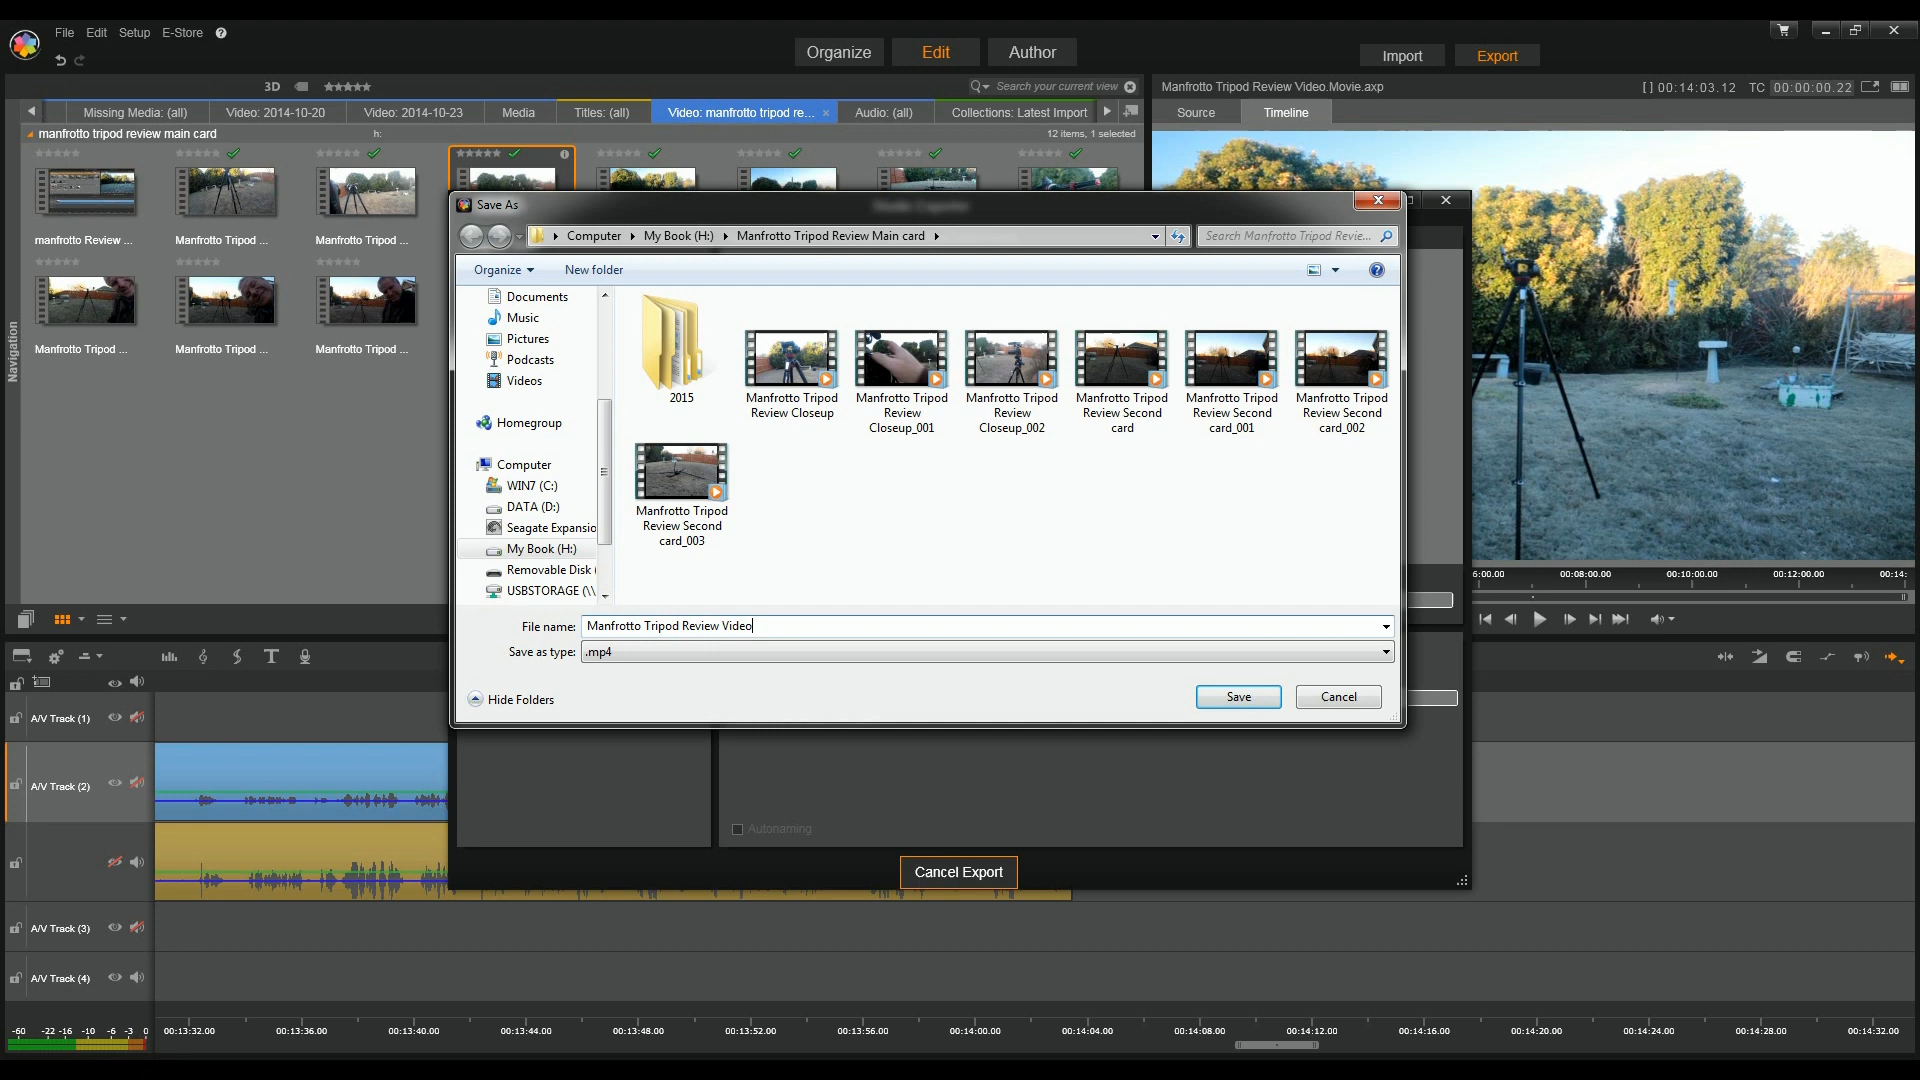 File Edit Setup E-Store ?
Organize Edit Author
Import Export
3D
Search your current view
Manfrotto Tripod Review Video.Movie.axp
[ ] 00:14:03.12 TC 00:00:00.22
Missing Media: (all) Video: 2014-10-20 Video: 2014-10-23 Media Titles: (all) Video: manfrotto tripod re... × Audio: (all) Collections: Latest Import
Source Timeline
manfrotto tripod review main card
h:
12 items, 1 selected
manfrotto Review ... Manfrotto Tripod ... Manfrotto Tripod ...
Manfrotto Tripod ... Manfrotto Tripod ... Manfrotto Tripod ...
Navigation
Save As
Computer My Book (H:) Manfrotto Tripod Review Main card
Search Manfrotto Tripod Revie...
Organize New folder
Documents
Music
Pictures
Podcasts
Videos
Homegroup
Computer
WIN7 (C:)
DATA (D:)
Seagate Expansio
My Book (H:)
Removable Disk (
USBSTORAGE (\\
2015
Manfrotto Tripod
Review Closeup
Manfrotto Tripod
Review
Closeup_001
Manfrotto Tripod
Review
Closeup_002
Manfrotto Tripod
Review Second
card
Manfrotto Tripod
Review Second
card_001
Manfrotto Tripod
Review Second
card_002
Manfrotto Tripod
Review Second
card_003
File name: Manfrotto Tripod Review Video
Save as type: .mp4
Hide Folders
Save Cancel
6:00.00 00:08:00.00 00:10:00.00 00:12:00.00 00:14:
A/V Track (1)
A/V Track (2)
Autonaming
Cancel Export
A/V Track (3)
A/V Track (4)
-60 -22 -16 -10 -6 -3 0
00:13:32.00 00:13:36.00 00:13:40.00 00:13:44.00 00:13:48.00 00:13:52.00 00:13:56.00 00:14:00.00 00:14:04.00 00:14:08.00 00:14:12.00 00:14:16.00 00:14:20.00 00:14:24.00 00:14:28.00 00:14:32.00